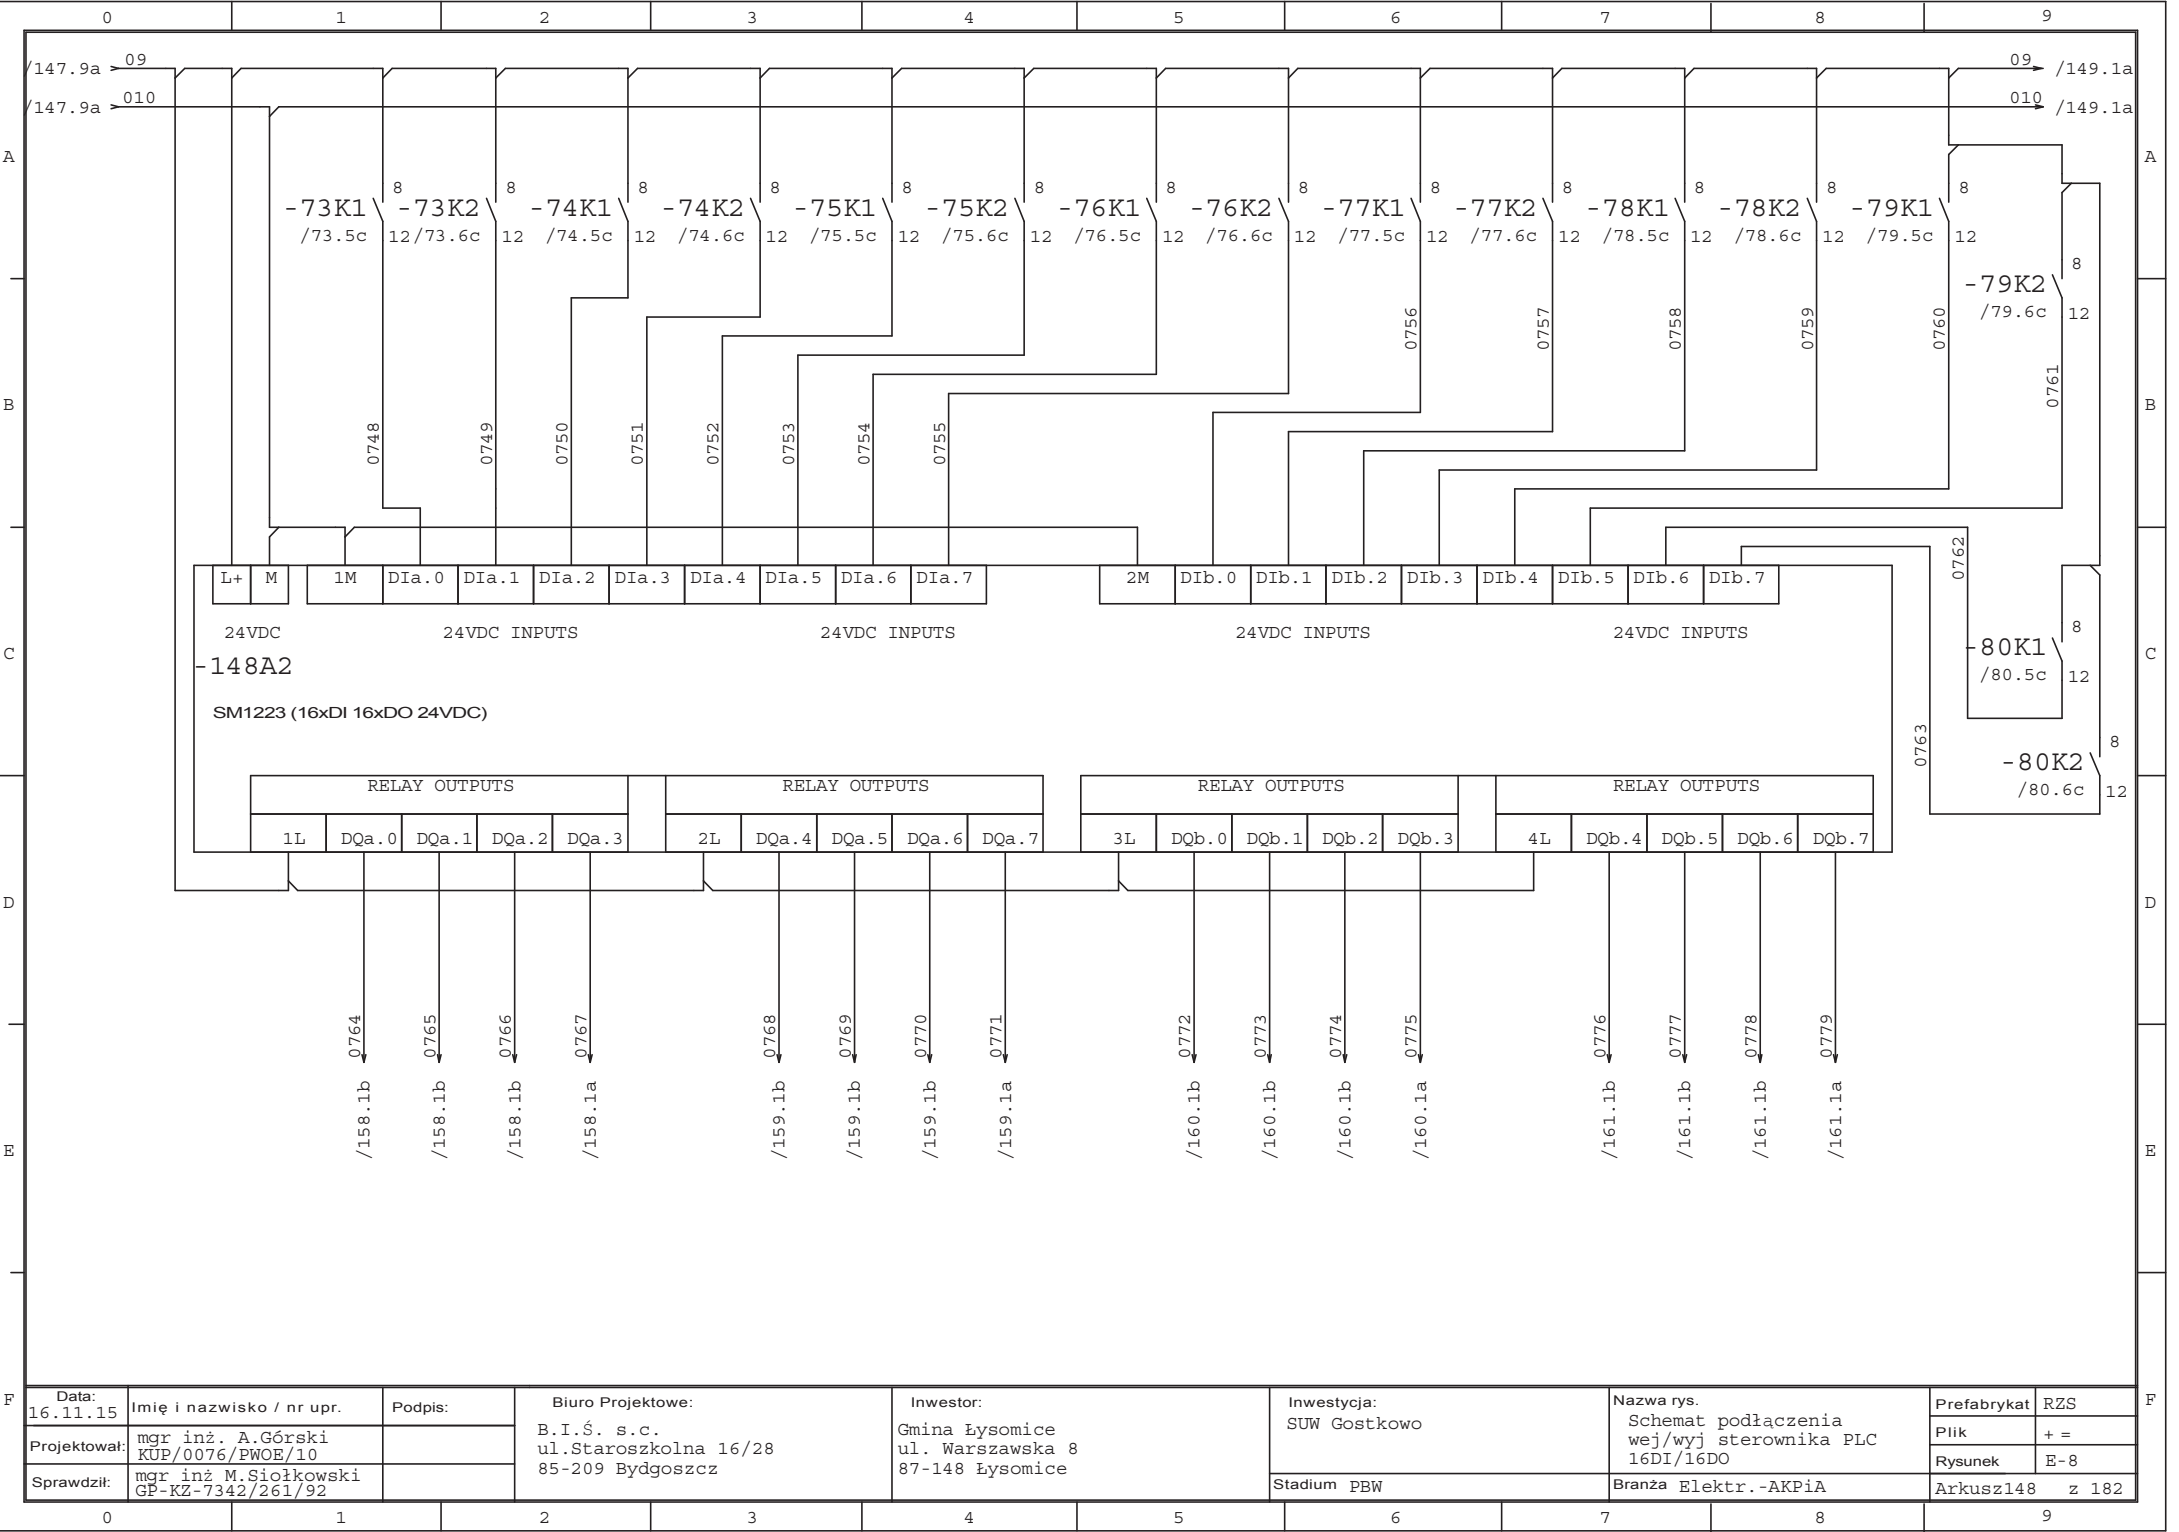 0 1 2 3 4 5 6 7 8 9
/147.9a 09 09 /149.1a
/147.9a 010 010 /149.1a
A A
8 8 8 8 8 8 8 8 8 8 8 8 8
-73K1 -73K2 -74K1 -74K2 -75K1 -75K2 -76K1 -76K2 -77K1 -77K2 -78K1 -78K2 -79K1
/73.5c 12 /73.6c 12 /74.5c 12 /74.6c 12 /75.5c 12 /75.6c 12 /76.5c 12 /76.6c 12 /77.5c 12 /77.6c 12 /78.5c 12 /78.6c 12 /79.5c 12
8
-79K2
/79.6c 12
0756 0757 0758 0759 0760
0761
B B
0748 0749 0750 0751 0752 0753 0754 0755
0762
L+ M 1M DIa.0 DIa.1 DIa.2 DIa.3 DIa.4 DIa.5 DIa.6 DIa.7 2M DIb.0 DIb.1 DIb.2 DIb.3 DIb.4 DIb.5 DIb.6 DIb.7
24VDC 24VDC INPUTS 24VDC INPUTS 24VDC INPUTS 24VDC INPUTS
8
C -80K1 C
-148A2
/80.5c 12
SM1223 (16xDI 16xDO 24VDC)
0763
8
-80K2
/80.6c 12
RELAY OUTPUTS RELAY OUTPUTS RELAY OUTPUTS RELAY OUTPUTS
1L DQa.0 DQa.1 DQa.2 DQa.3 2L DQa.4 DQa.5 DQa.6 DQa.7 3L DQb.0 DQb.1 DQb.2 DQb.3 4L DQb.4 DQb.5 DQb.6 DQb.7
D D
0764 0765 0766 0767 0768 0769 0770 0771 0772 0773 0774 0775 0776 0777 0778 0779
/158.1b /158.1b /158.1b /158.1a /159.1b /159.1b /159.1b /159.1a /160.1b /160.1b /160.1b /160.1a /161.1b /161.1b /161.1b /161.1a
E E
F F
Data:
16.11.15
Imię i nazwisko / nr upr.
Podpis:
Projektował:
mgr inż. A.Górski
KUP/0076/PWOE/10
Sprawdził:
mgr inż M.Siołkowski
GP-KZ-7342/261/92
Biuro Projektowe:
B.I.Ś. s.c.
ul.Staroszkolna 16/28
85-209 Bydgoszcz
Inwestor:
Gmina Łysomice
ul. Warszawska 8
87-148 Łysomice
Inwestycja:
SUW Gostkowo
Stadium PBW
Nazwa rys.
Schemat podłączenia
wej/wyj sterownika PLC
16DI/16DO
Branża Elektr.-AKPiA
Prefabrykat RZS
Plik + =
Rysunek E-8
Arkusz148 z 182
0 1 2 3 4 5 6 7 8 9